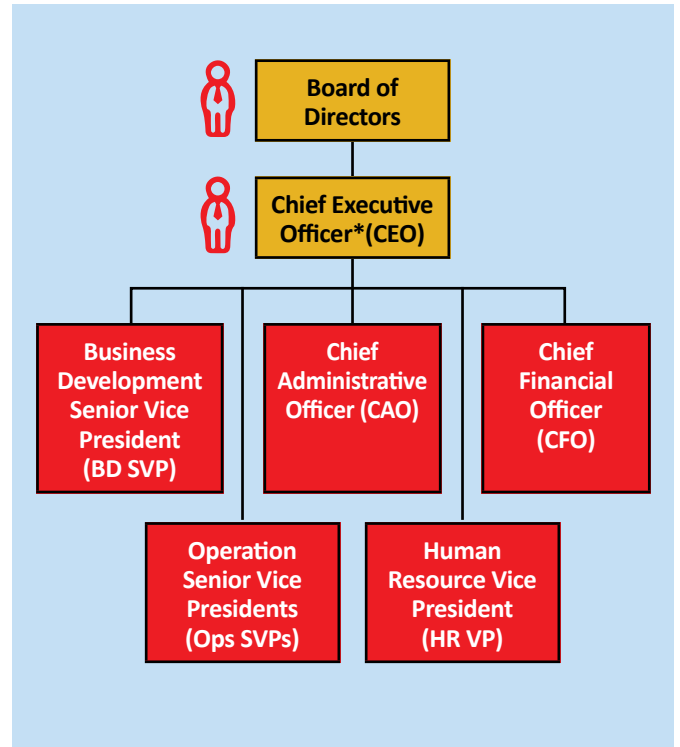 Board of
Directors
Chief Executive
Officer*(CEO)
Business
Development
Senior Vice
President
(BD SVP)
Chief
Administrative
Officer (CAO)
Chief
Financial
Officer
(CFO)
Operation
Senior Vice
Presidents
(Ops SVPs)
Human
Resource Vice
President
(HR VP)